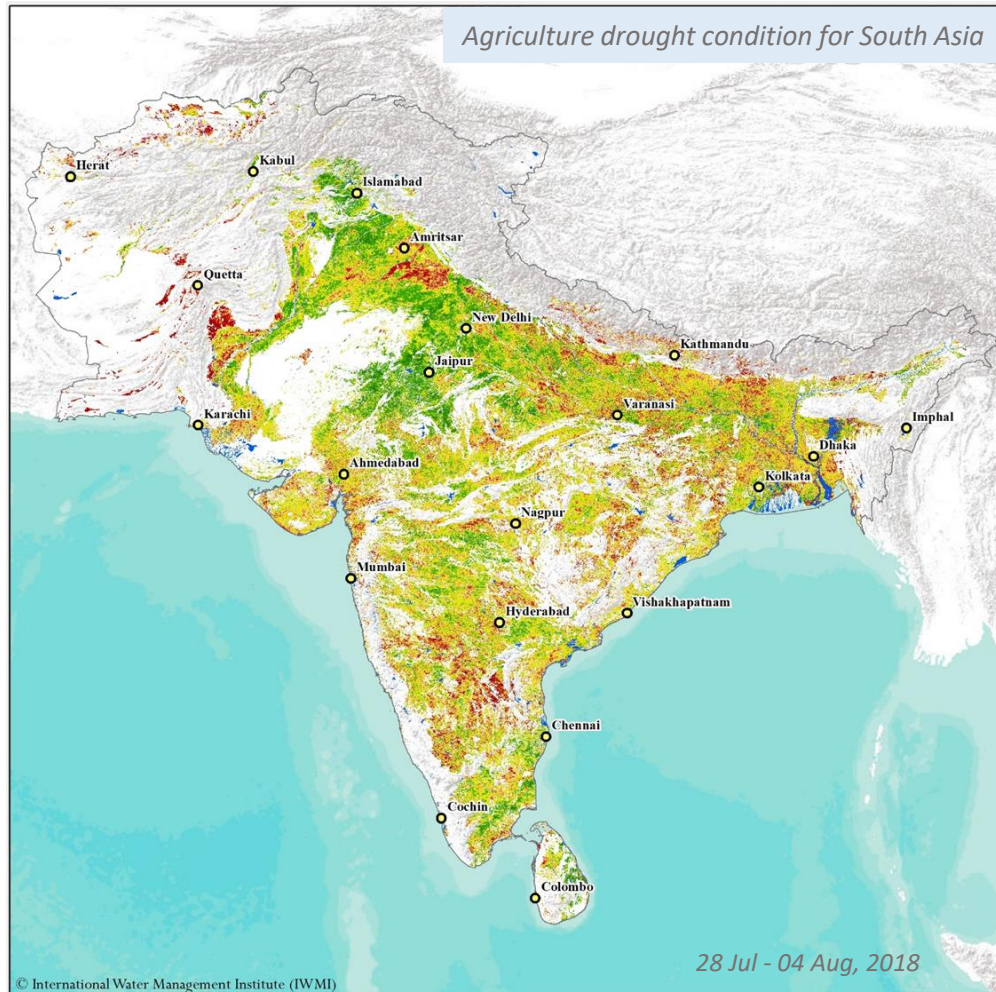 Agriculture drought condition for South Asia
Herat
Kabul
Islamabad
Amritsar
Quetta
New Delhi
Kathmandu
Jaipur
Karachi
Varanasi
Imphal
Dhaka
Ahmedabad
Kolkata
Nagpur
Mumbai
Vishakhapatnam
Hyderabad
Chennai
Cochin
Colombo
28 Jul - 04 Aug, 2018
© International Water Management Institute (IWMI)